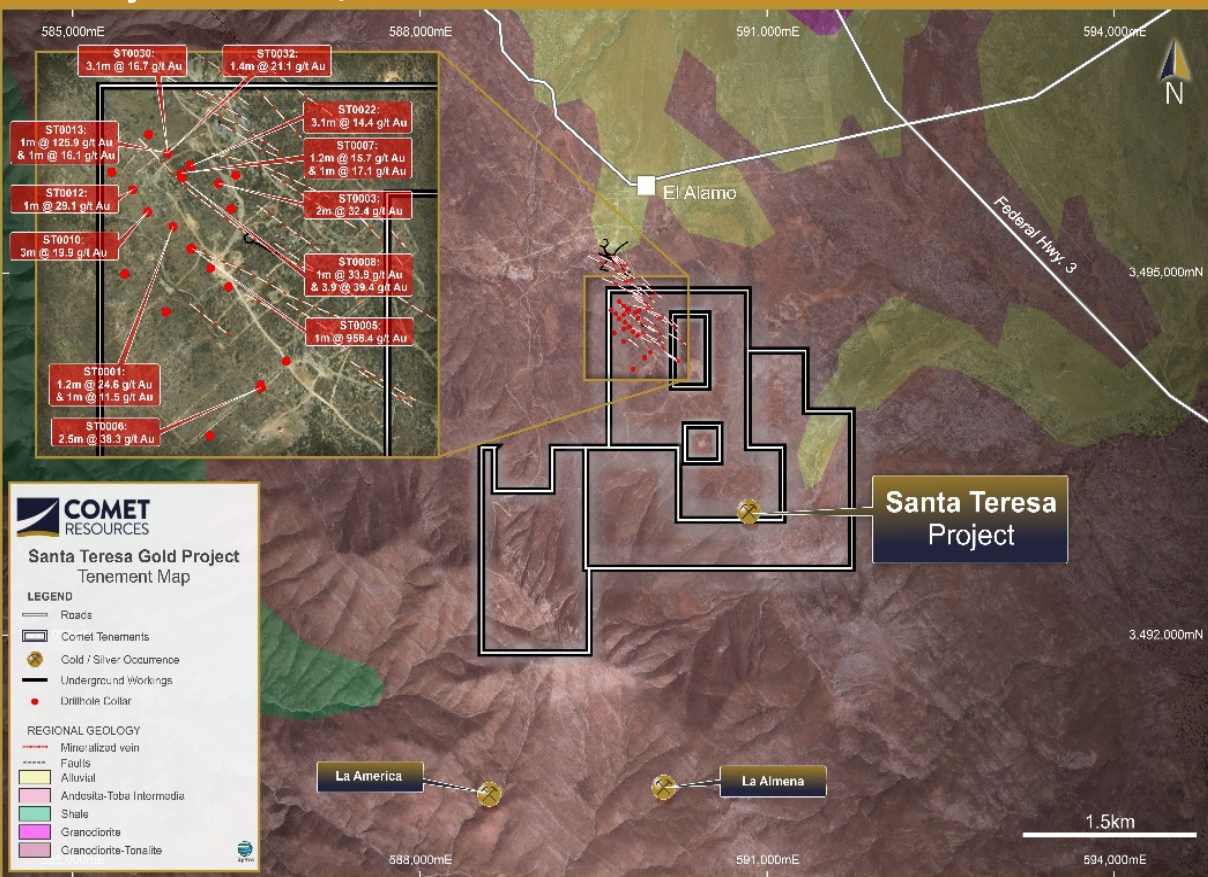 585,000mE
588,000mE
591,000mE
594,000mE
N
ST0030:
3.1m @ 16.7 g/t Au
ST0032:
1.4m @ 21.1 g/t Au
ST0022:
3.1m @ 14.4 g/t Au
ST0013:
1m @ 125.9 g/t Au
& 1m @ 16.1 g/t Au
ST0007:
1.2m @ 15.7 g/t Au
& 1m @ 17.1 g/t Au
ST0012:
1m @ 29.1 g/t Au
ST0003:
2m @ 32.4 g/t Au
ST0010:
3m @ 19.9 g/t Au
ST0008:
1m @ 33.9 g/t Au
& 3.9 @ 39.4 g/t Au
ST0005:
1m @ 958.4 g/t Au
ST0001:
1.2m @ 24.6 g/t Au
& 1m @ 11.5 g/t Au
ST0006:
2.5m @ 38.3 g/t Au
El Alamo
Federal Hwy. 3
3,495,000mN
Santa Teresa
Project
3,492,000mN
COMET
RESOURCES
Santa Teresa Gold Project
Tenement Map
LEGEND
Roads
Comet Tenements
Gold / Silver Occurrence
Underground Workings
Drillhole Collar
REGIONAL GEOLOGY
Mineralized vein
Faults
Alluvial
Andesita-Toba Intermedia
Shale
Granodiorite
Granodiorite-Tonalite
La America
La Almena
1.5km
585,000mE
588,000mE
591,000mE
594,000mE